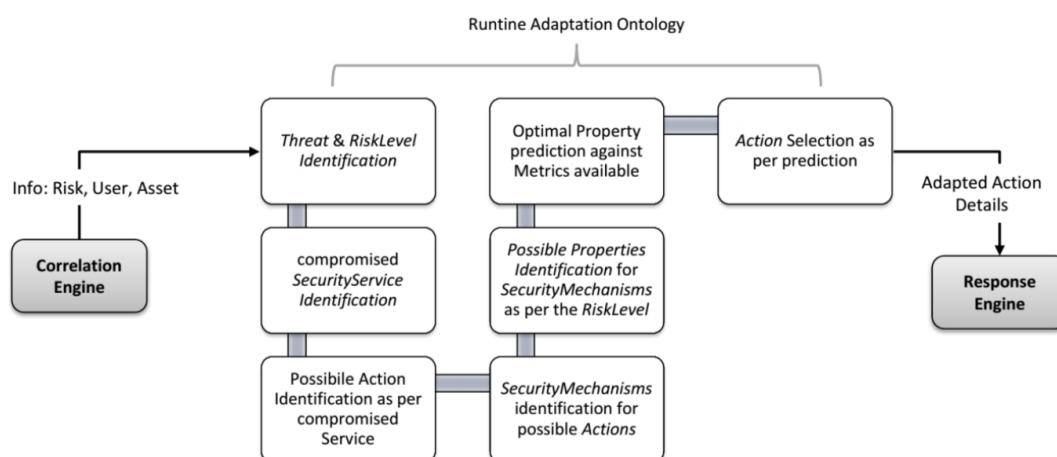 Runtine Adaptation Ontology
Threat & RiskLevel
Identification
Optimal Property
prediction against
Metrics available
Action Selection as
per prediction
Info: Risk, User, Asset
Adapted Action
Details
Correlation
Engine
compromised
SecurityService
Identification
Possible Properties
Identification for
SecurityMechanisms
as per the RiskLevel
Response
Engine
Possibile Action
Identification as per
compromised
Service
SecurityMechanisms
identification for
possible Actions